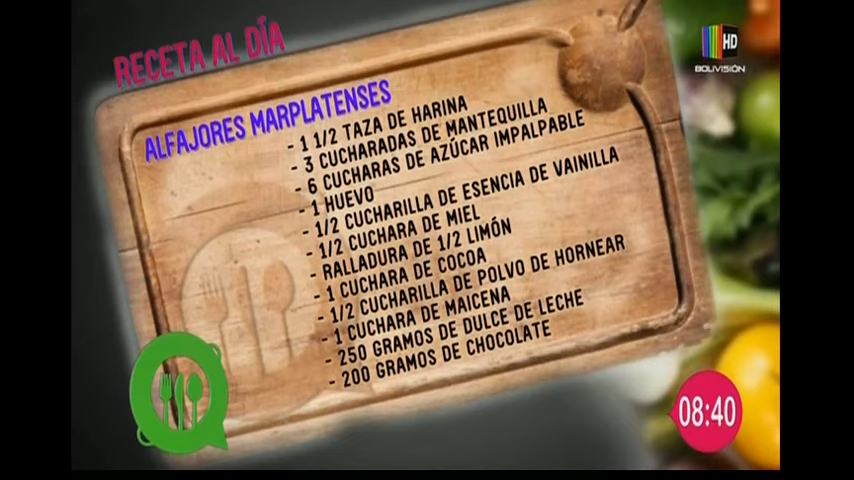 RECETA AL DÍA
HD
BOLIVISIÓN
ALFAJORES MARPLATENSES
- 1 1/2 TAZA DE HARINA
- 3 CUCHARADAS DE MANTEQUILLA
- 6 CUCHARAS DE AZÚCAR IMPALPABLE
- 1 HUEVO
- 1/2 CUCHARILLA DE ESENCIA DE VAINILLA
- 1/2 CUCHARA DE MIEL
- RALLADURA DE 1/2 LIMÓN
- 1 CUCHARA DE COCOA
- 1/2 CUCHARILLA DE POLVO DE HORNEAR
- 1 CUCHARA DE MAICENA
- 250 GRAMOS DE DULCE DE LECHE
- 200 GRAMOS DE CHOCOLATE
08:40